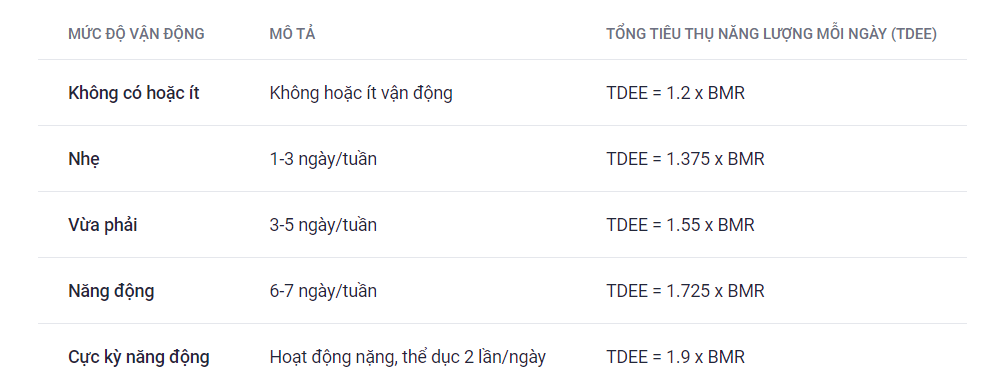 MỨC ĐỘ VẬN ĐỘNG MÔ TẢ TỔNG TIÊU THỤ NĂNG LƯỢNG MỖI NGÀY (TDEE)
Không có hoặc ít Không hoặc ít vận động TDEE = 1.2 x BMR
Nhẹ 1-3 ngày/tuần TDEE = 1.375 x BMR
Vừa phải 3-5 ngày/tuần TDEE = 1.55 x BMR
Năng động 6-7 ngày/tuần TDEE = 1.725 x BMR
Cực kỳ năng động Hoạt động nặng, thể dục 2 lần/ngày TDEE = 1.9 x BMR